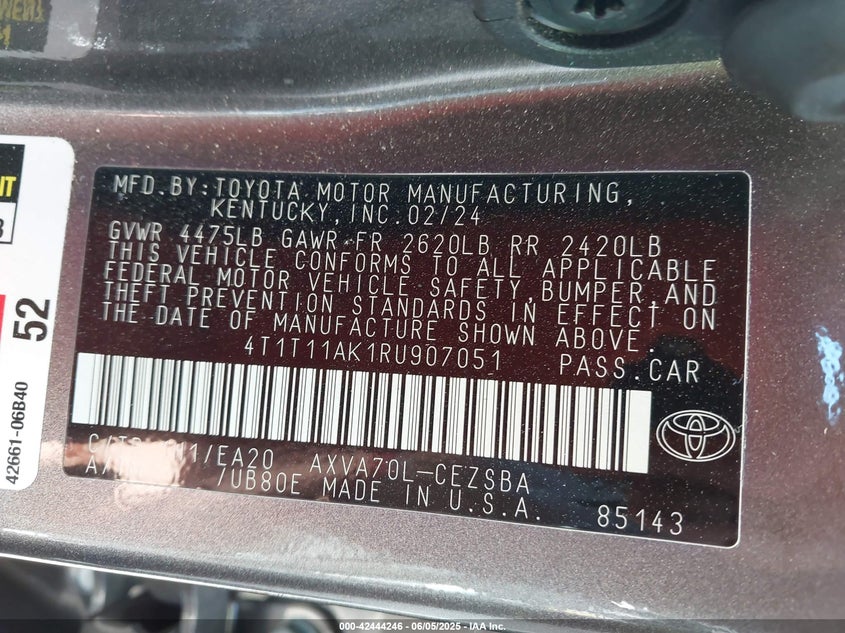 MFD.BY:TOYOTA MOTOR MANUFACTURING,
KENTUCKY,INC.02/24
GVWR 4475LB GAWR FR 2620LB RR 2420LB
THIS VEHICLE CONFORMS TO ALL APPLICABLE
FEDERAL MOTOR VEHICLE SAFETY,BUMPER,AND
THEFT PREVENTION STANDARDS IN EFFECT ON
THE DATE OF MANUFACTURE SHOWN ABOVE.
4T1T11AK1RU907051 PASS.CAR
/EA20 AXVA70L-CEZSBA
/UB80E MADE IN U.S.A.
85143
52
42661-06B40
000-42444246 - 06/05/2025 - IAA Inc.